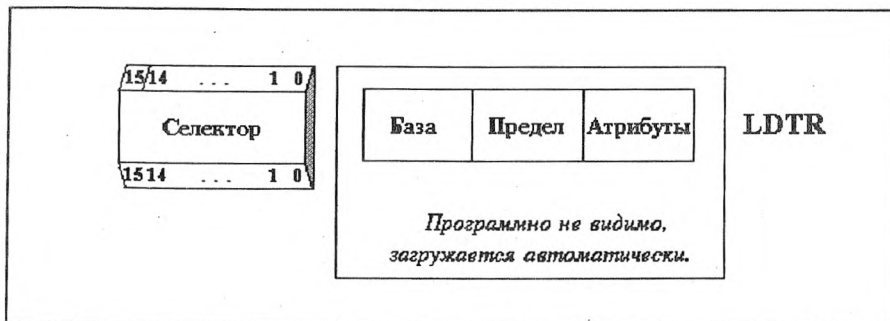 15 14 ... 1 0
Селектор
15 14 ... 1 0
База Предел Атрибуты
LDTR
Программно не видимо,
загружается автоматически.